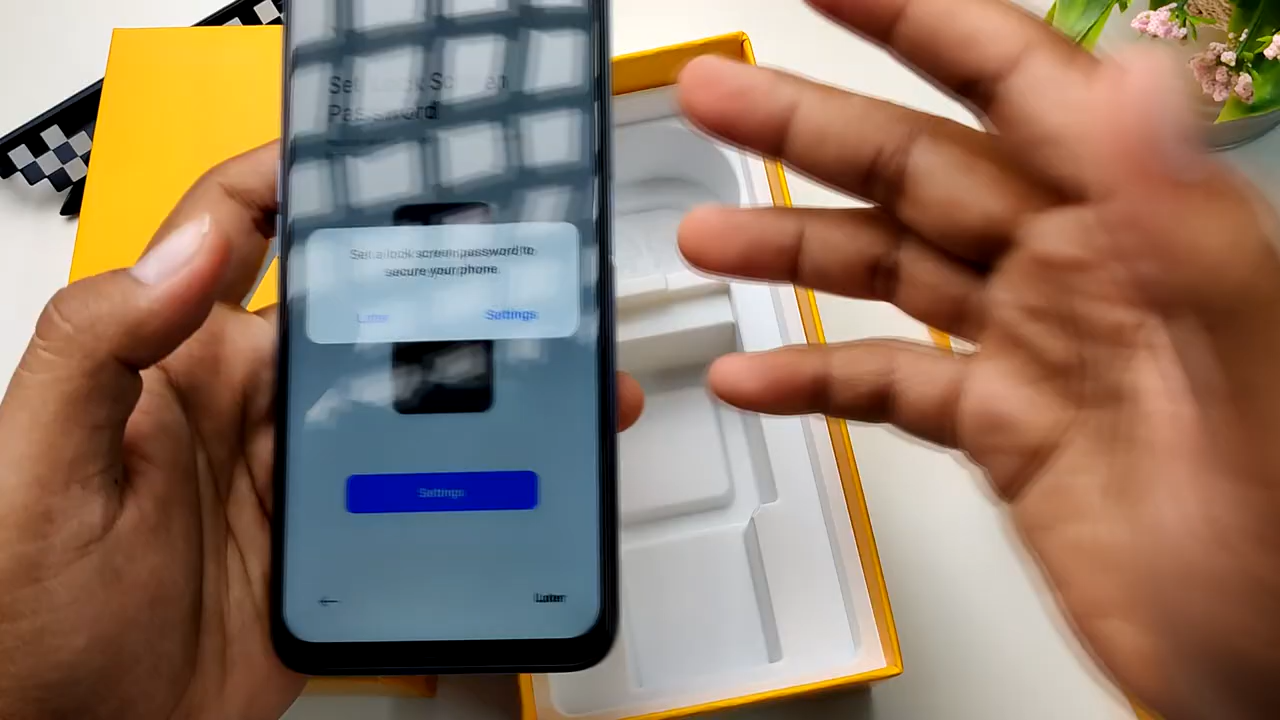 Set Lock Screen
Password
Set a lock screen password to
secure your phone
Later
Settings
Settings
Later